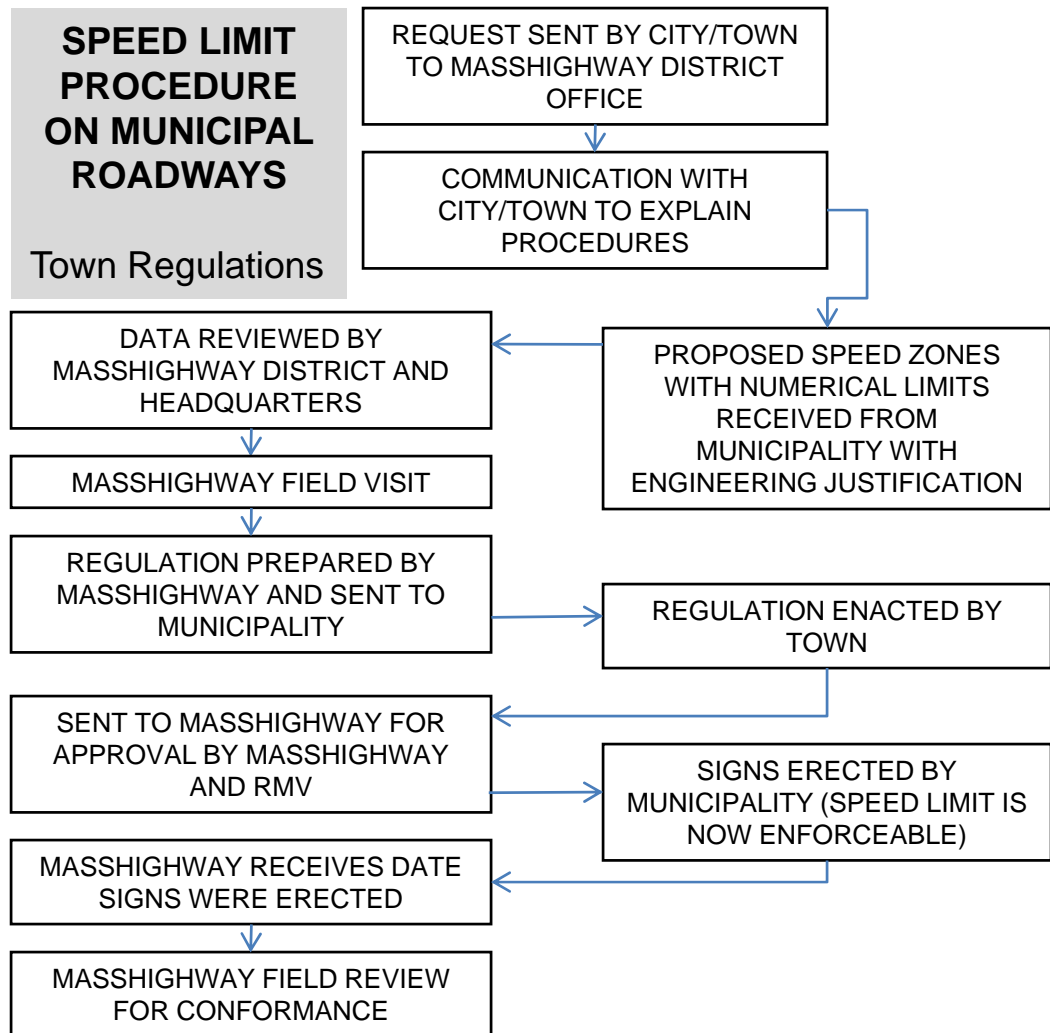 SPEED LIMIT
PROCEDURE
ON MUNICIPAL
ROADWAYS
Town Regulations
REQUEST SENT BY CITY/TOWN
TO MASSHIGHWAY DISTRICT
OFFICE
COMMUNICATION WITH
CITY/TOWN TO EXPLAIN
PROCEDURES
PROPOSED SPEED ZONES
WITH NUMERICAL LIMITS
RECEIVED FROM
MUNICIPALITY WITH
ENGINEERING JUSTIFICATION
DATA REVIEWED BY
MASSHIGHWAY DISTRICT AND
HEADQUARTERS
MASSHIGHWAY FIELD VISIT
REGULATION PREPARED BY
MASSHIGHWAY AND SENT TO
MUNICIPALITY
REGULATION ENACTED BY
TOWN
SENT TO MASSHIGHWAY FOR
APPROVAL BY MASSHIGHWAY
AND RMV
SIGNS ERECTED BY
MUNICIPALITY (SPEED LIMIT IS
NOW ENFORCEABLE)
MASSHIGHWAY RECEIVES DATE
SIGNS WERE ERECTED
MASSHIGHWAY FIELD REVIEW
FOR CONFORMANCE